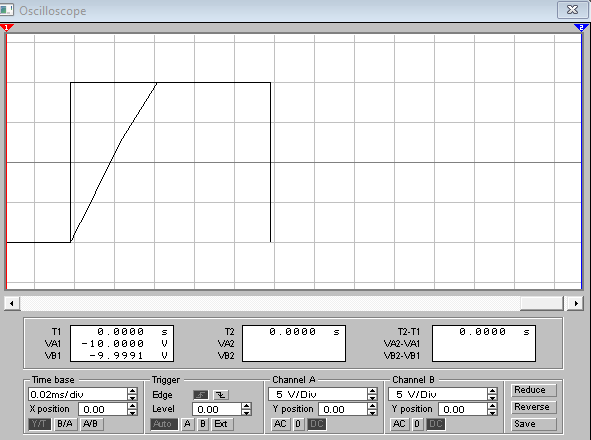 Oscilloscope
1 2
T1 0.0000 s T2 0.0000 s T2-T1 0.0000 s
VA1 -10.0000 V VA2 VA2-VA1
VB1 -9.9991 V VB2 VB2-VB1
Time base Trigger Channel A Channel B
0.02ms/div Edge 5 V/Div 5 V/Div Reduce
X position 0.00 Level 0.00 Y position 0.00 Y position 0.00 Reverse
Y/T B/A A/B Auto A B Ext AC 0 DC AC 0 DC Save